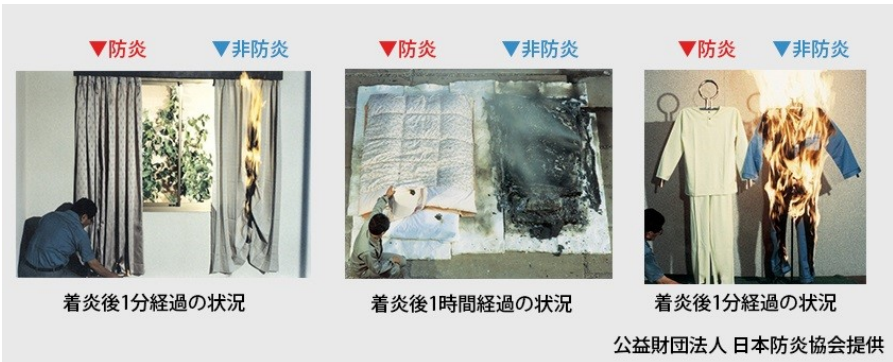 ▼防炎 ▼非防炎
▼防炎 ▼非防炎
▼防炎 ▼非防炎
着炎後1分経過の状況
着炎後1時間経過の状況
着炎後1分経過の状況
公益財団法人 日本防炎協会提供